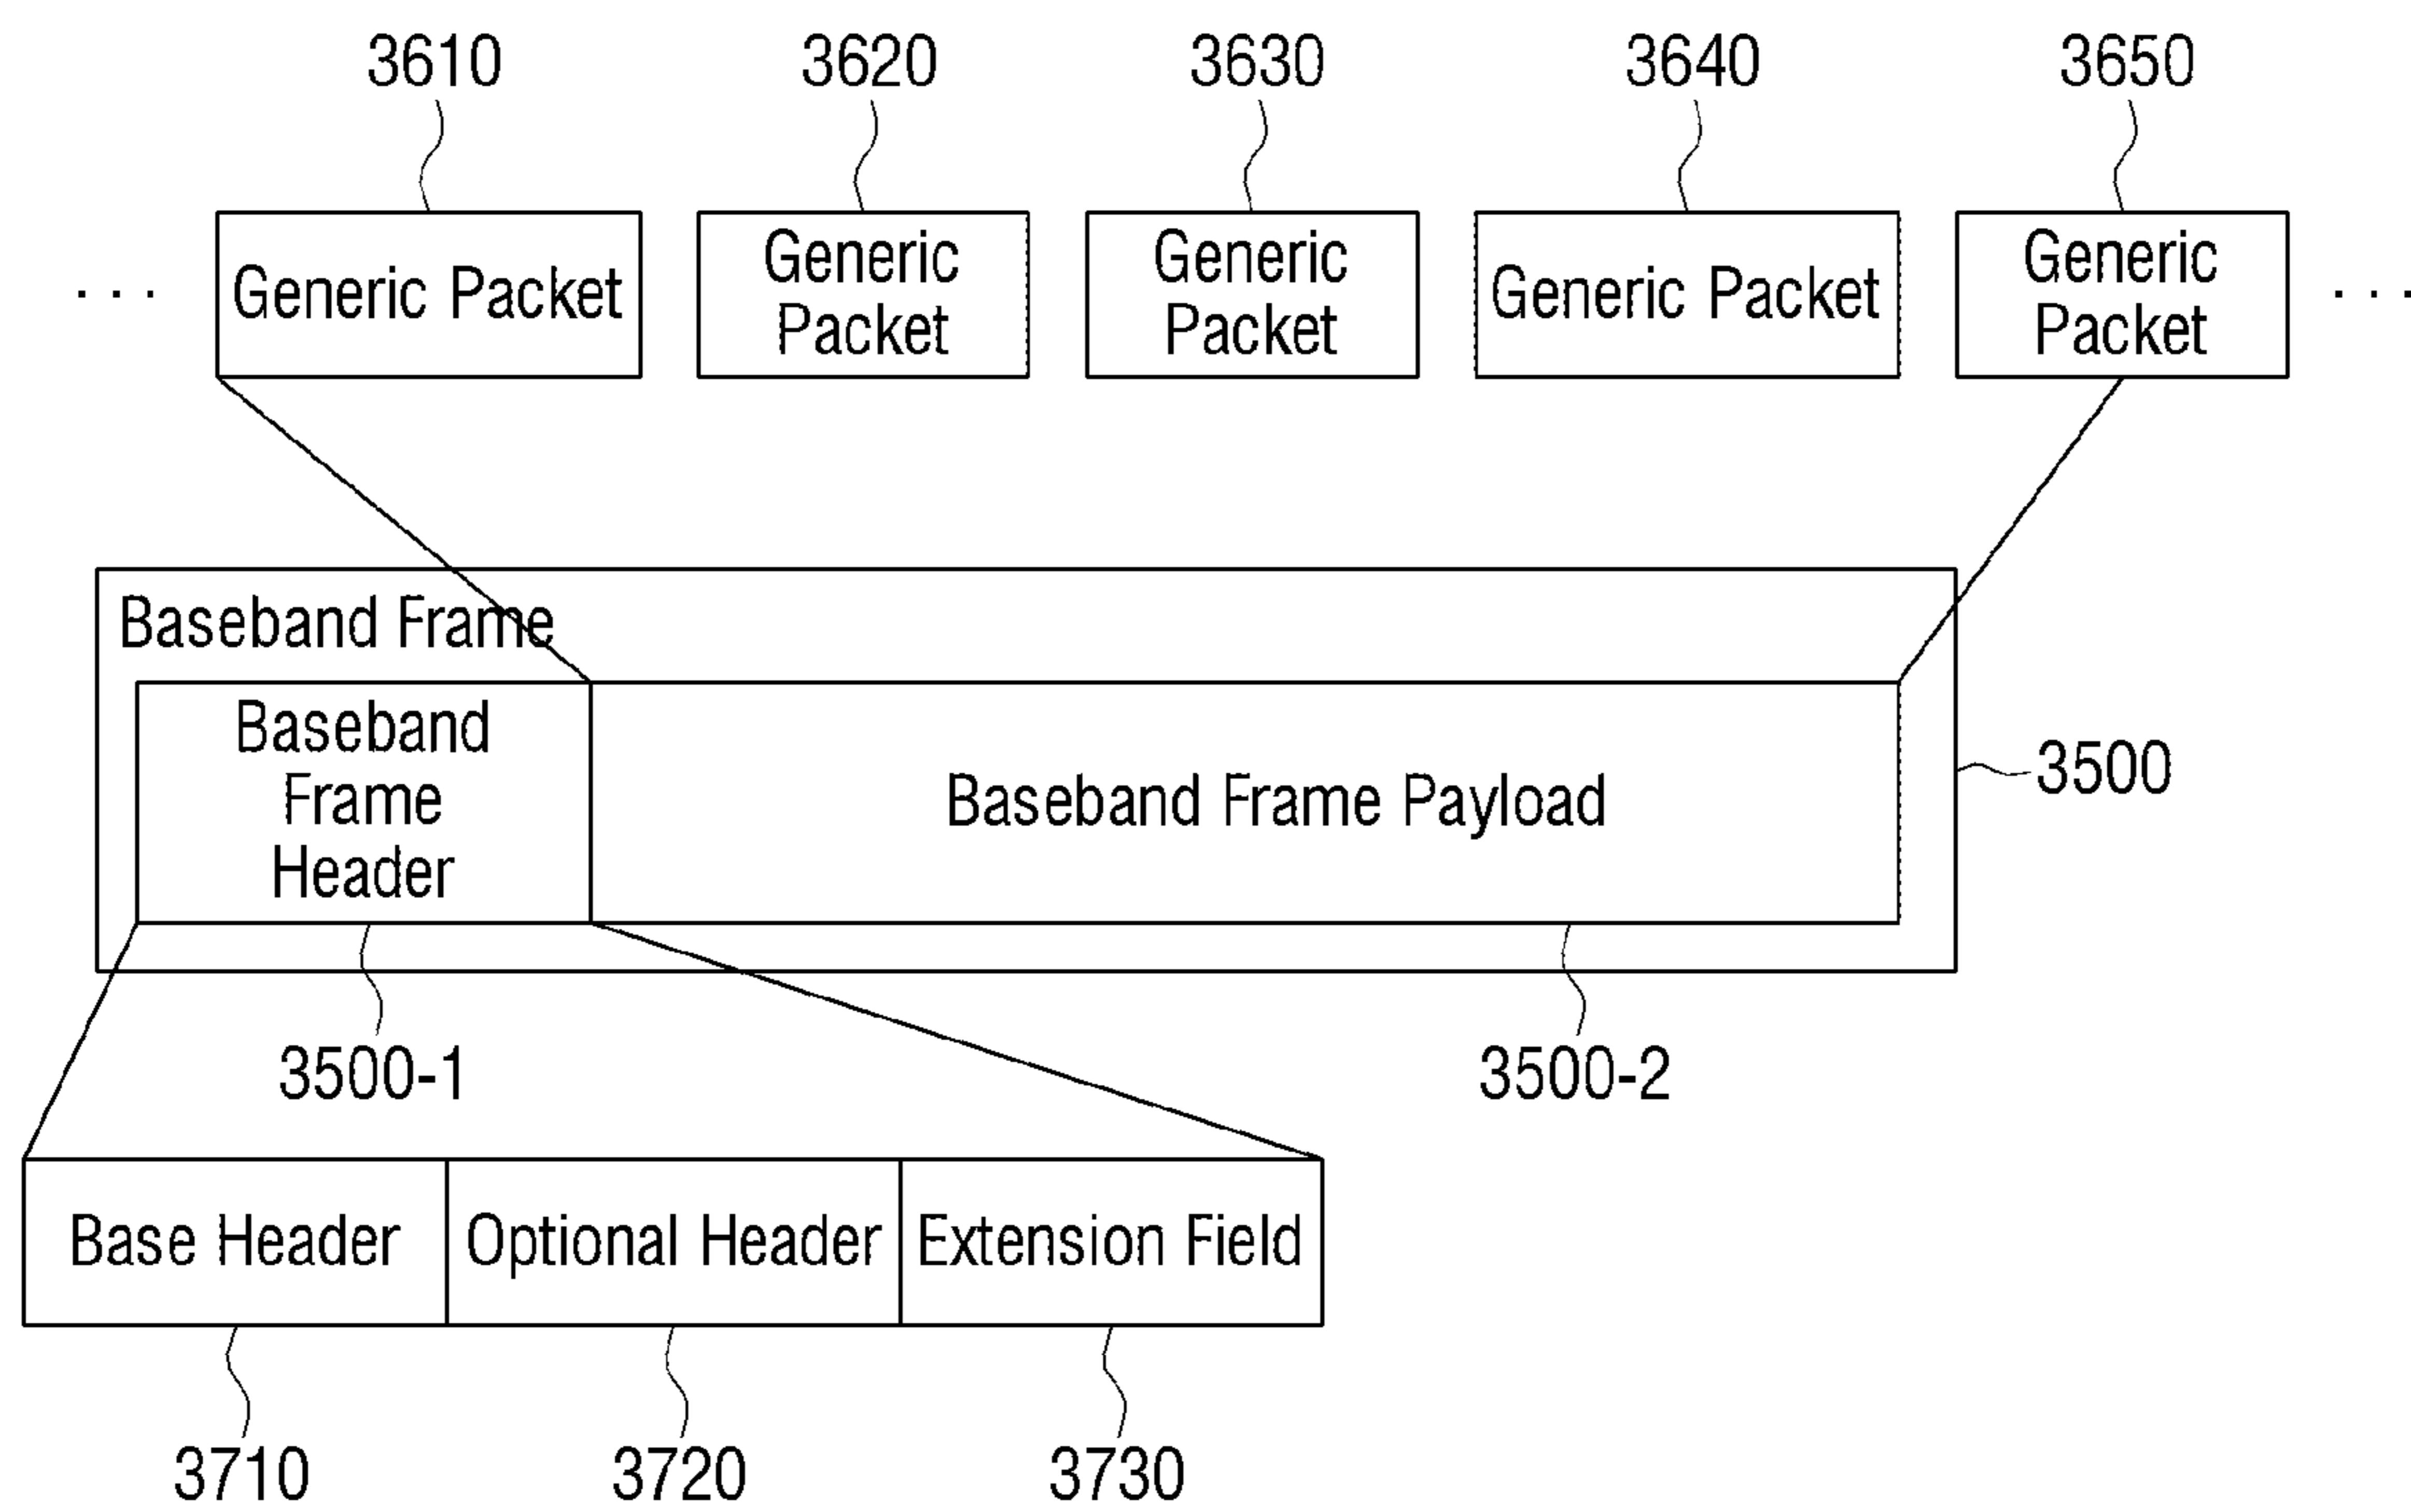 3610
3620
3630
3640
3650
. . .
Generic Packet
Generic
Packet
Generic
Packet
Generic Packet
Generic
Packet
. . .
Baseband Frame
Baseband
Frame
Header
Baseband Frame Payload
3500
3500-1
3500-2
Base Header
Optional Header
Extension Field
3710
3720
3730